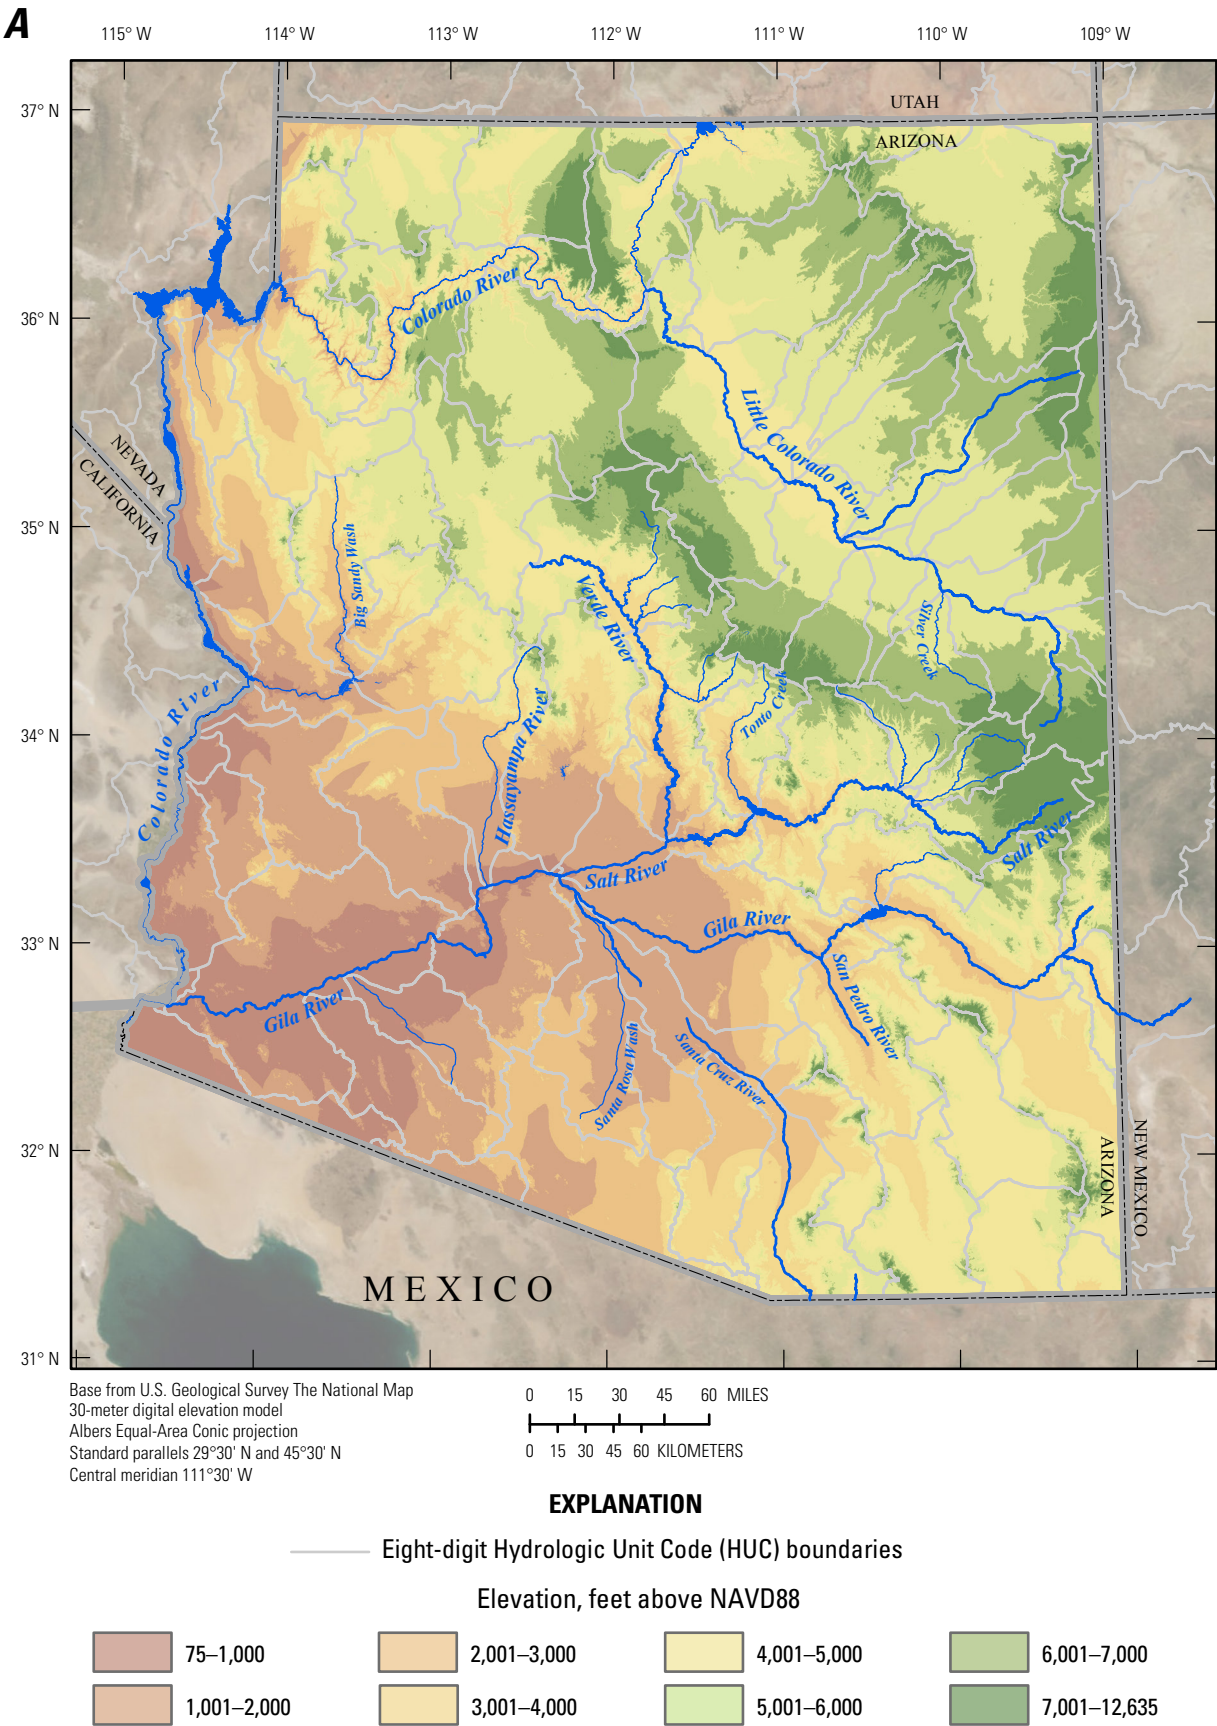 A
115° W 114° W 113° W 112° W 111° W 110° W 109° W
37° N
36° N
35° N
34° N
33° N
32° N
31° N
UTAH
ARIZONA
Colorado River
Little Colorado River
NEVADA
CALIFORNIA
Big Sandy Wash
Verde River
Silver Creek
Colorado River
Hassayampa River
Tonto Creek
Salt River
Salt River
Gila River
San Pedro River
Gila River
Santa Rosa Wash
Santa Cruz River
ARIZONA
NEW MEXICO
MEXICO
Base from U.S. Geological Survey The National Map
30-meter digital elevation model
Albers Equal-Area Conic projection
Standard parallels 29°30' N and 45°30' N
Central meridian 111°30' W
0 15 30 45 60 MILES
0 15 30 45 60 KILOMETERS
EXPLANATION
Eight-digit Hydrologic Unit Code (HUC) boundaries
Elevation, feet above NAVD88
75–1,000 2,001–3,000 4,001–5,000 6,001–7,000
1,001–2,000 3,001–4,000 5,001–6,000 7,001–12,635